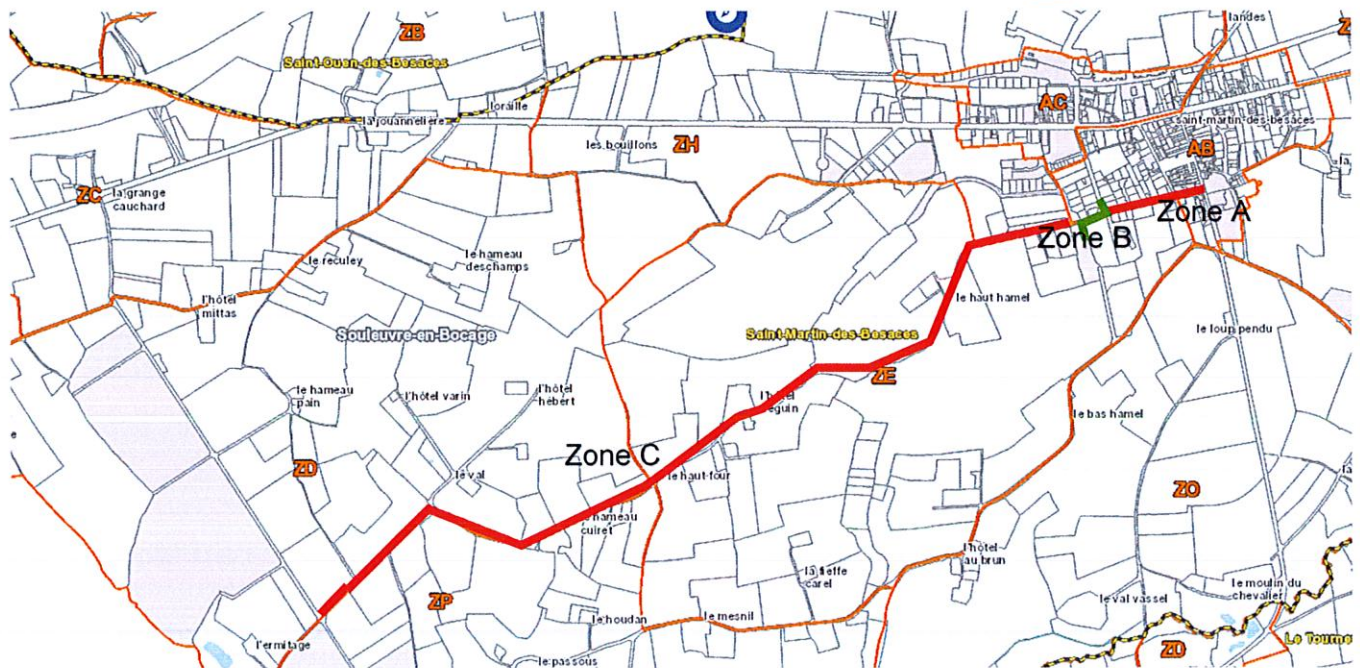 landes
ZB
Saint-Ouen-des-Besaces
loraille
la jouannelière
AC
saint-martin-des-besaces
les bouillons
ZH
AB
ZC
la grange
cauchard
Zone A
Zone B
le reculey
le hameau
deschamps
l'hôtel
mittas
le haut hamel
le loup pendu
Souleuvre-en-Bocage
Saint-Martin-des-Besaces
ZE
le hameau
pain
l'hôtel varin
l'hôtel
hébert
le bas hamel
Zone C
ZD
le val
le haut-four
ZO
cuiret
l'hôtel
au brun
la fieffe
carel
le moulin du
chevalier
ZP
le val vassel
le houdan
le mesnil
l'ermitage
le passous
ZD
Le Tourne